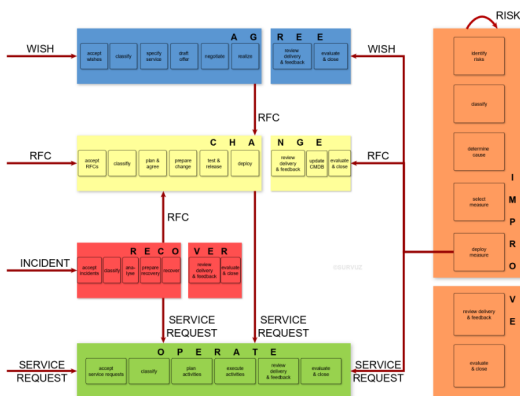 RISK
A G R E E
WISH
accept
wishes
classify
specify
service
draft
offer
negotiate
realize
review
delivery
& feedback
evaluate
& close
WISH
identify
risks
classify
RFC
C H A N G E
RFC
accept
RFCs
classify
plan &
agree
prepare
change
test &
release
deploy
review
delivery
& feedback
update
CMDB
evaluate
& close
RFC
determine
cause
select
measure
deploy
measure
I M P R O V E
RFC
R E C O V E R
INCIDENT
accept
incidents
classify
ana-
lyse
prepare
recovery
recover
review
delivery
& feedback
evaluate
& close
SERVICE
REQUEST
SERVICE
REQUEST
review delivery
& feedback
evaluate
& close
O P E R A T E
SERVICE
REQUEST
accept
service requests
classify
plan
activities
execute
activities
review
delivery
& feedback
evaluate
& close
SERVICE
REQUEST